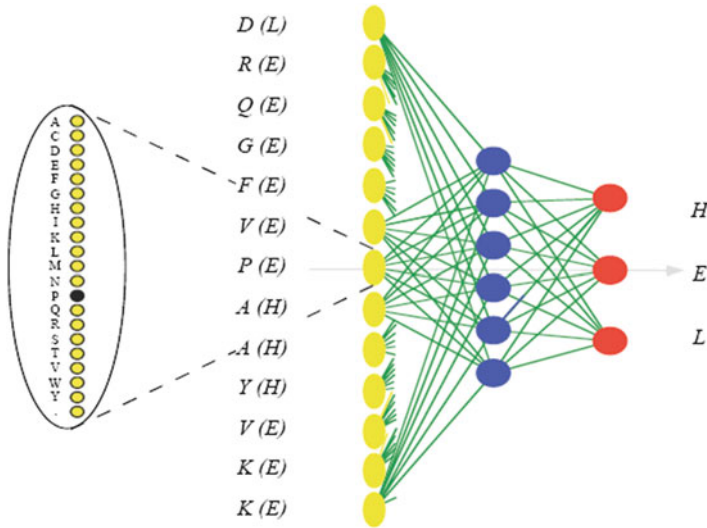 A
C
D
E
F
G
H
I
K
L
M
N
P
Q
R
S
T
V
W
Y
.
D (L)
R (E)
Q (E)
G (E)
F (E)
V (E)
P (E)
A (H)
A (H)
Y (H)
V (E)
K (E)
K (E)
H
E
L